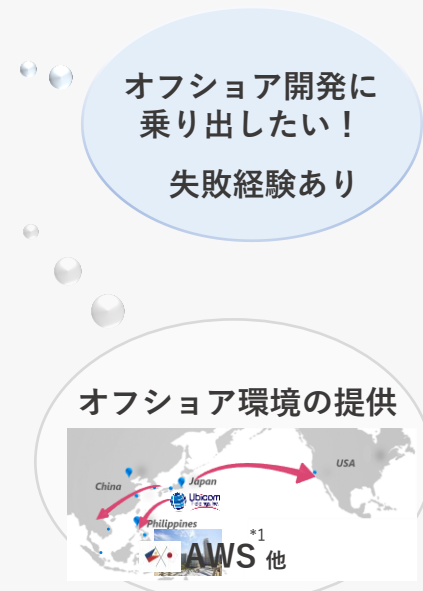 オフショア開発に
乗り出したい！
失敗経験あり
オフショア環境の提供
USA
China
Japan
Ubicom
Philippines
AWS *1 他